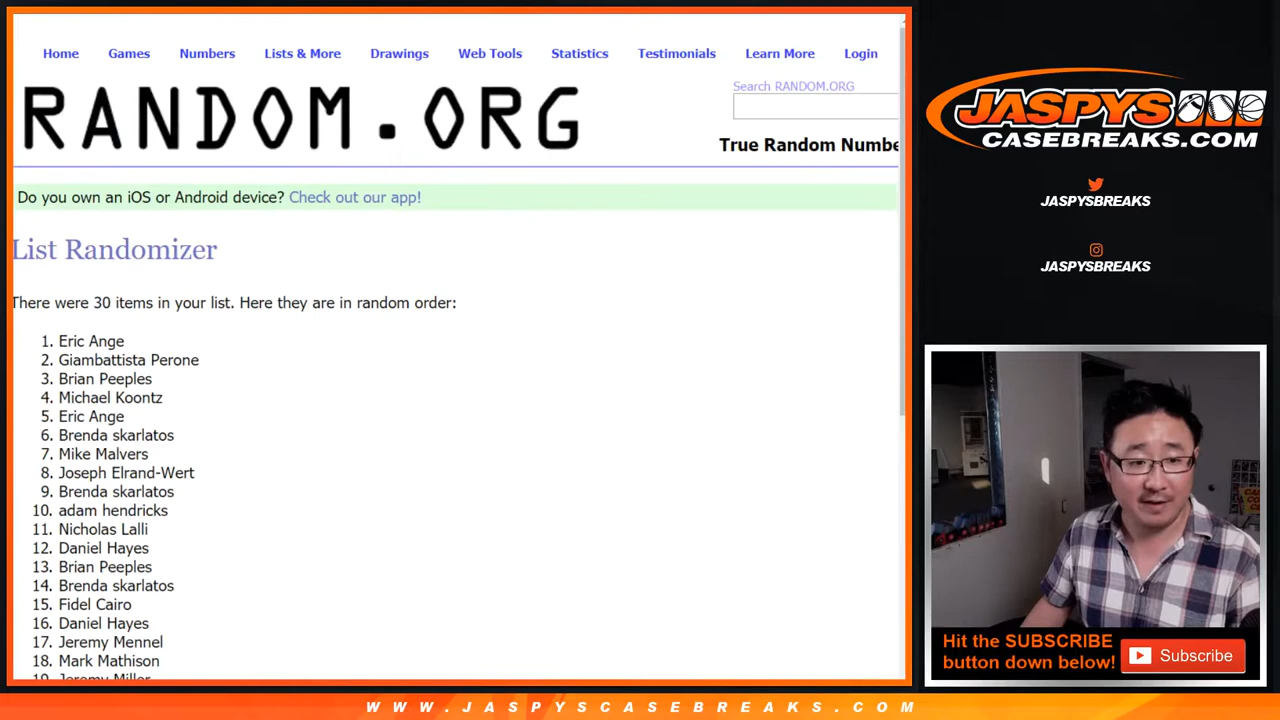 Home Games Numbers Lists & More Drawings Web Tools Statistics Testimonials Learn More Login
RANDOM.ORG
Search RANDOM.ORG
True Random Numbe
Do you own an iOS or Android device? Check out our app!
List Randomizer
There were 30 items in your list. Here they are in random order:
1. Eric Ange
2. Giambattista Perone
3. Brian Peeples
4. Michael Koontz
5. Eric Ange
6. Brenda skarlatos
7. Mike Malvers
8. Joseph Elrand-Wert
9. Brenda skarlatos
10. adam hendricks
11. Nicholas Lalli
12. Daniel Hayes
13. Brian Peeples
14. Brenda skarlatos
15. Fidel Cairo
16. Daniel Hayes
17. Jeremy Mennel
18. Mark Mathison
19. Jeremy Miller
JASPYS
CASEBREAKS.COM
JASPYSBREAKS
JASPYSBREAKS
Hit the SUBSCRIBE
button down below!
Subscribe
WWW.JASPYSCASEBREAKS.COM